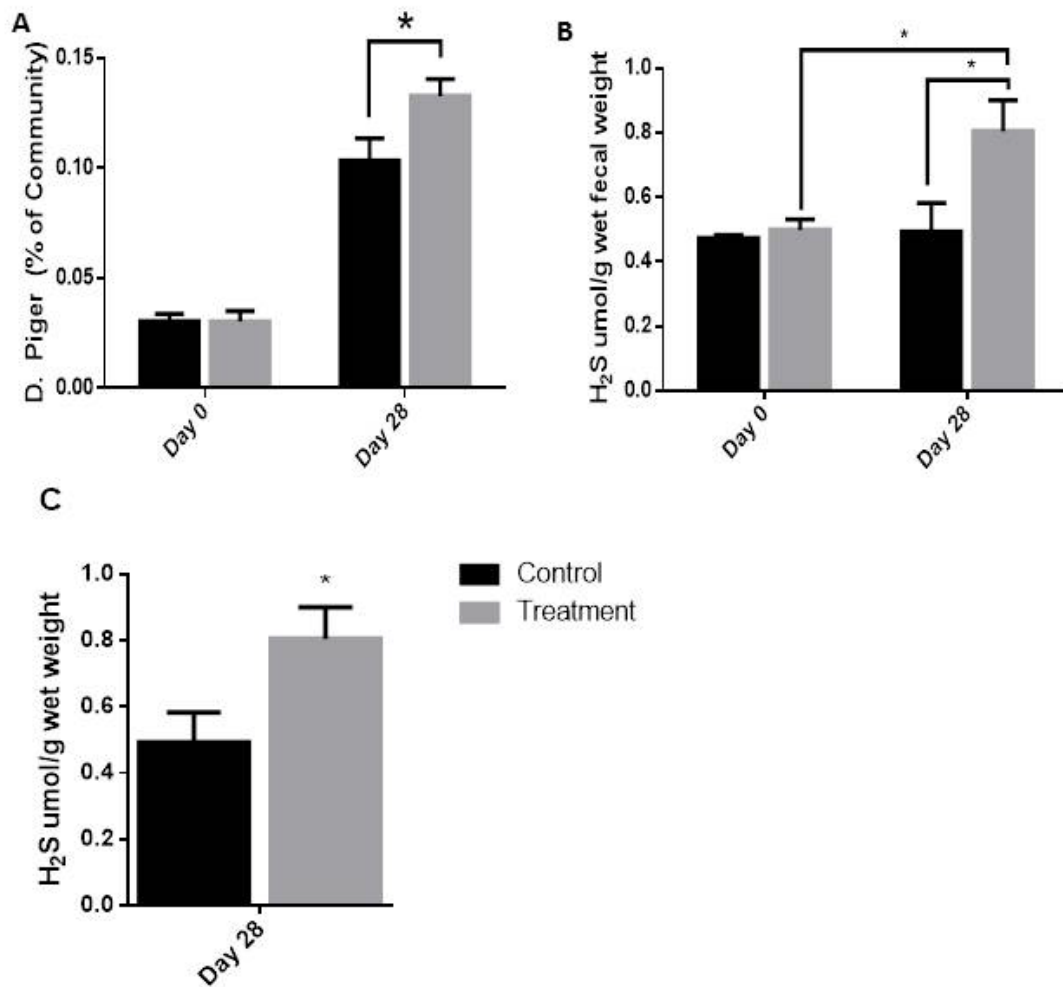 A
*
0.15
0.10
0.05
0.00
D. Piger (% of Community)
Day 0
Day 28
B
*
*
1.0
0.8
0.6
0.4
0.2
0.0
H₂S umol/g wet fecal weight
Day 0
Day 28
C
*
1.0
0.8
0.6
0.4
0.2
0.0
H₂S umol/g wet weight
Day 28
Control
Treatment